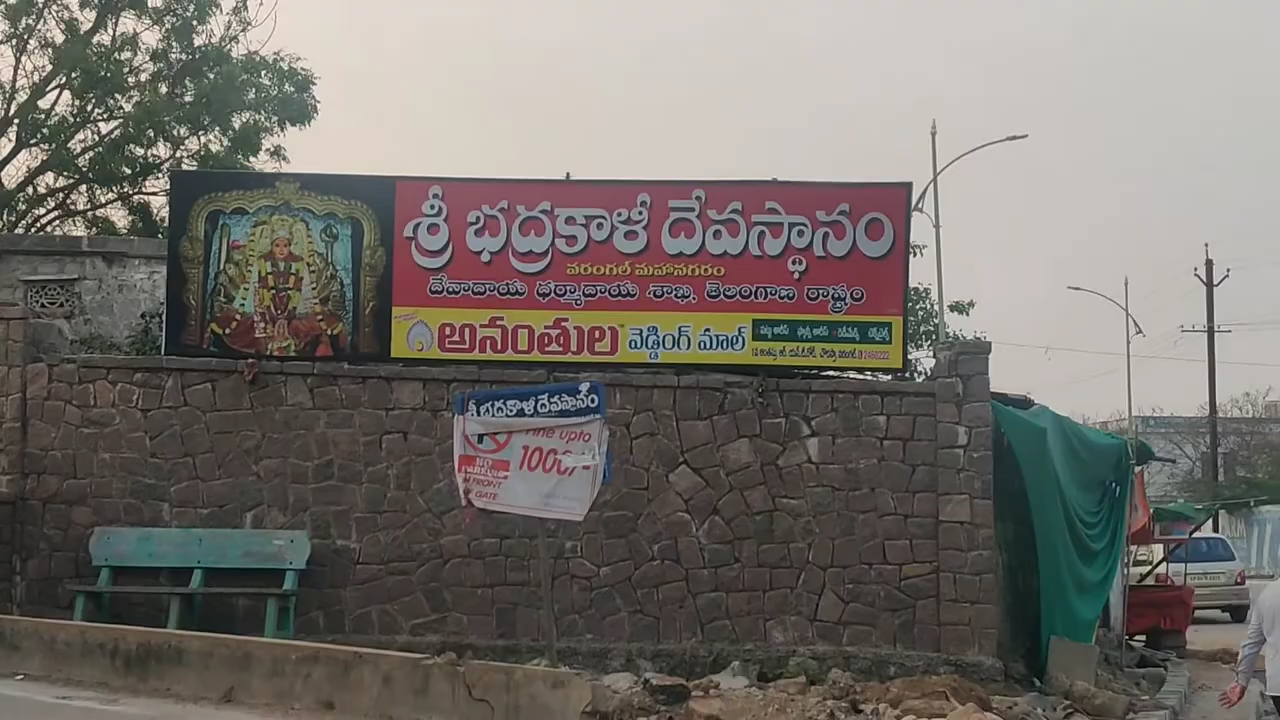 శ్రీ భద్రకాళీ దేవస్థానం
వరంగల్ మహానగరం
దేవాదాయ ధర్మాదాయ శాఖ, తెలంగాణ రాష్ట్రం
అనంతుల వెడ్డింగ్ మాల్
2460222
శ్రీ భద్రకాళి దేవస్థానం
Fine upto
1000/-
NO
PARKING
IN FRONT
GATE